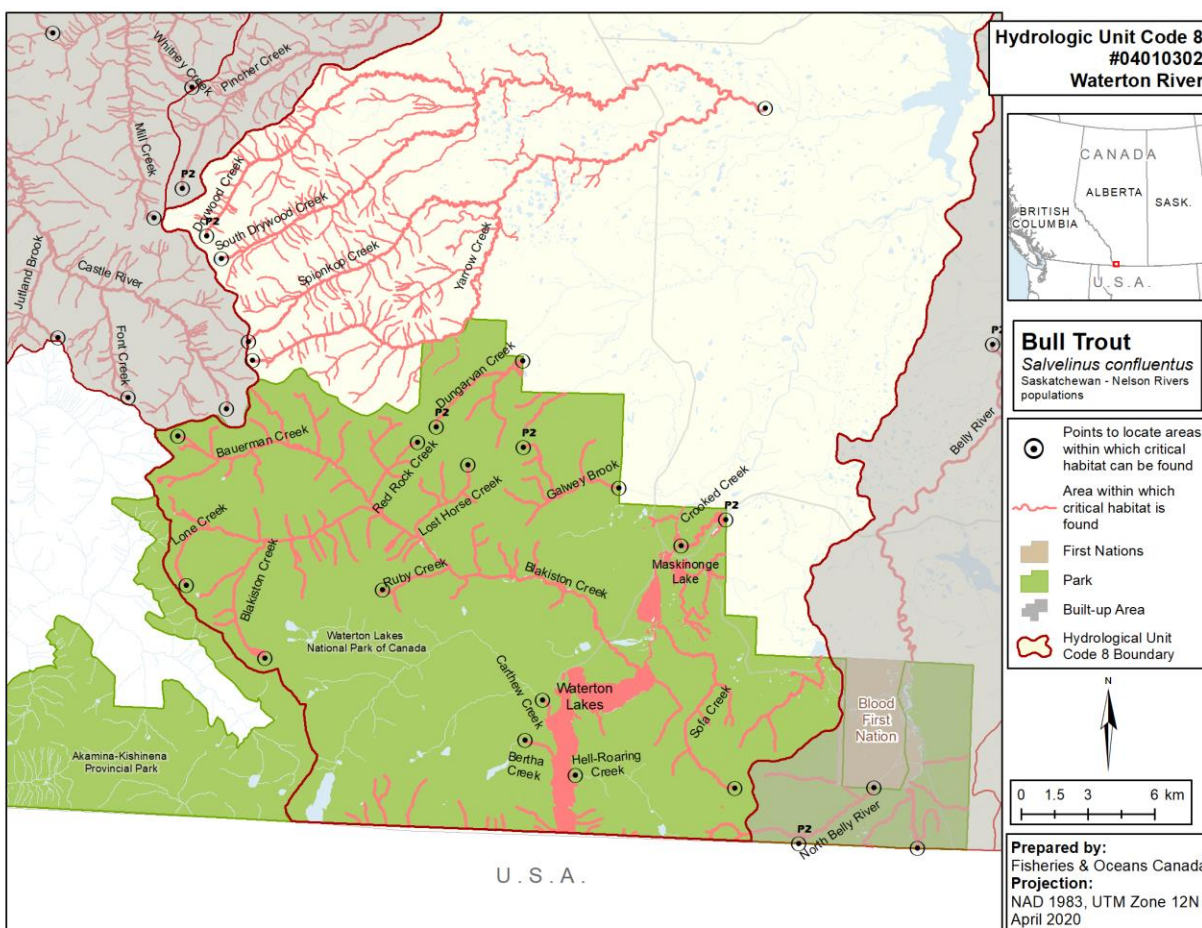 Hydrologic Unit Code 8
#04010302
Waterton River
CANADA
ALBERTA
SASK.
BRITISH
COLUMBIA
U.S.A.
Bull Trout
Salvelinus confluentus
Saskatchewan - Nelson Rivers
populations
Points to locate areas
within which critical
habitat can be found
Area within which
critical habitat is
found
First Nations
Park
Built-up Area
Hydrological Unit
Code 8 Boundary
N
0 1.5 3 6 km
Prepared by:
Fisheries & Oceans Canada
Projection:
NAD 1983, UTM Zone 12N
April 2020
Whitney Creek
Pincher Creek
Mill Creek
P2
Drywood Creek
P2
South Drywood Creek
Spionkop Creek
Yarrow Creek
Jutland Brook
Castle River
Font Creek
P2
Belly River
Dungarvan Creek
P2
P2
Bauerman Creek
Red Rock Creek
Lost Horse Creek
Galwey Brook
Crooked Creek
P2
Lone Creek
Maskinonge
Lake
Blakiston Creek
Ruby Creek
Blakiston Creek
Waterton Lakes
National Park of Canada
Carthew Creek
Waterton
Lakes
Sofa Creek
Blood
First
Nation
Akamina-Kishinena
Provincial Park
Bertha
Creek
Hell-Roaring
Creek
P2
North Belly River
U.S.A.